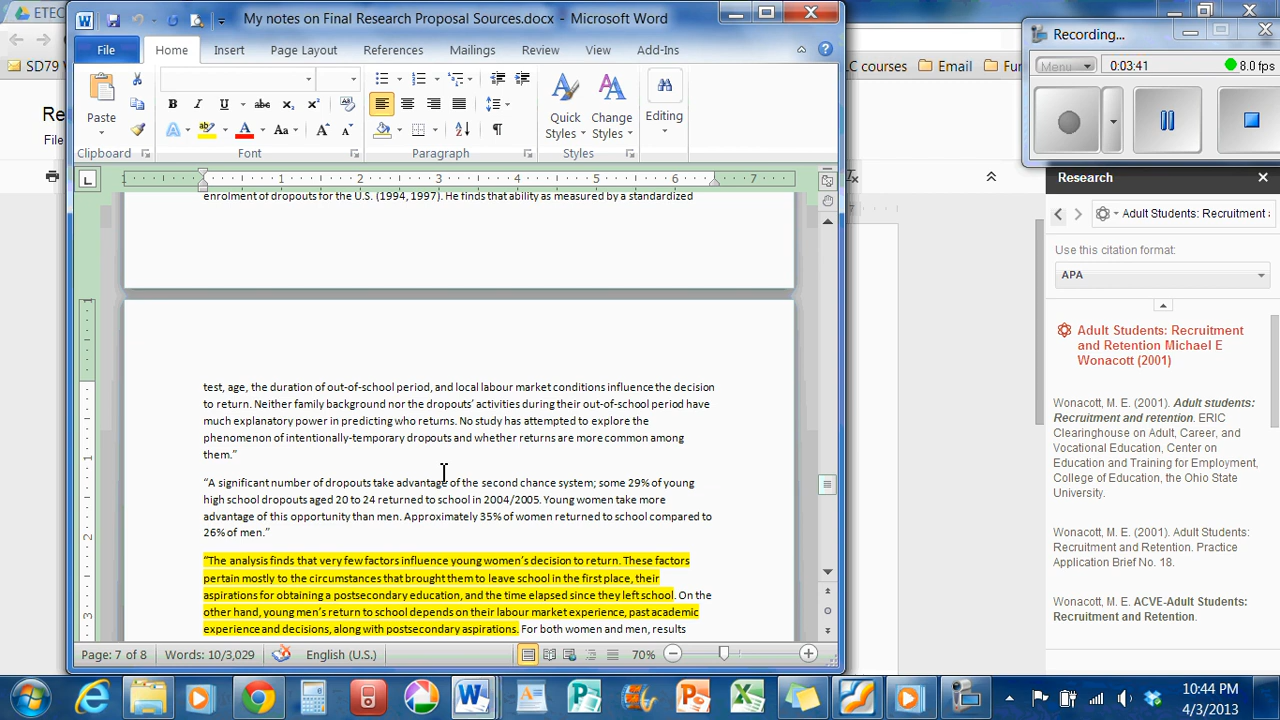 ETEC
My notes on Final Research Proposal Sources.docx - Microsoft Word
Recording...
Menu
0:03:41
8.0 fps
SD79
C courses
Email
Fur
File
Home
Insert
Page Layout
References
Mailings
Review
View
Add-Ins
Paste
Quick Styles
Change Styles
Editing
Clipboard
Font
Paragraph
Styles
Re
File
enrolment of dropouts for the U.S. (1994, 1997). He finds that ability as measured by a standardized
test, age, the duration of out-of-school period, and local labour market conditions influence the decision
to return. Neither family background nor the dropouts’ activities during their out-of-school period have
much explanatory power in predicting who returns. No study has attempted to explore the
phenomenon of intentionally-temporary dropouts and whether returns are more common among
them.”
“A significant number of dropouts take advantage of the second chance system; some 29% of young
high school dropouts aged 20 to 24 returned to school in 2004/2005. Young women take more
advantage of this opportunity than men. Approximately 35% of women returned to school compared to
26% of men.”
“The analysis finds that very few factors influence young women’s decision to return. These factors
pertain mostly to the circumstances that brought them to leave school in the first place, their
aspirations for obtaining a postsecondary education, and the time elapsed since they left school. On the
other hand, young men’s return to school depends on their labour market experience, past academic
experience and decisions, along with postsecondary aspirations. For both women and men, results
Page: 7 of 8
Words: 10/3,029
English (U.S.)
70%
Research
Adult Students: Recruitment
Use this citation format:
APA
Adult Students: Recruitment
and Retention Michael E
Wonacott (2001)
Wonacott, M. E. (2001). Adult students:
Recruitment and retention. ERIC
Clearinghouse on Adult, Career, and
Vocational Education, Center on
Education and Training for Employment,
College of Education, the Ohio State
University.
Wonacott, M. E. (2001). Adult Students:
Recruitment and Retention. Practice
Application Brief No. 18.
Wonacott, M. E. ACVE-Adult Students:
Recruitment and Retention.
10:44 PM
4/3/2013